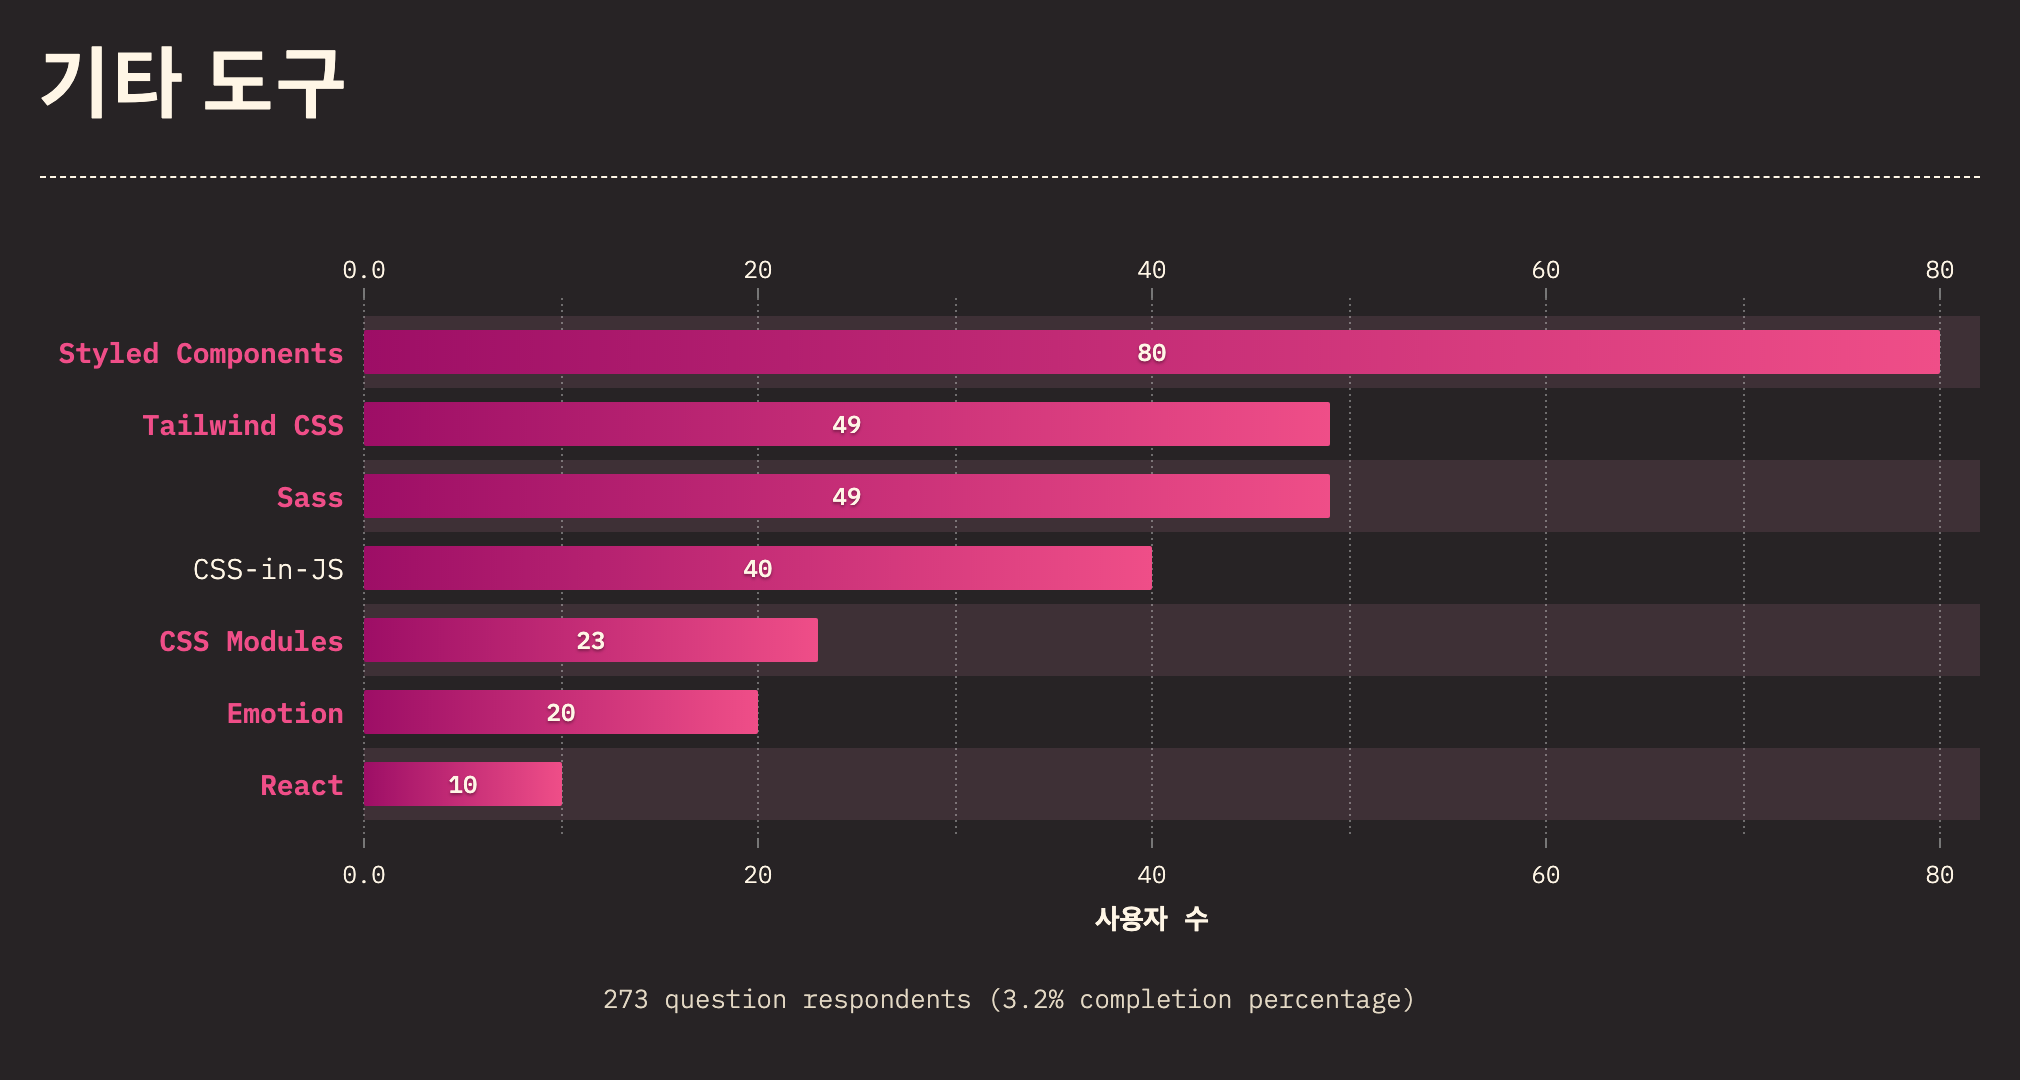 기타 도구
0.0 20 40 60 80
Styled Components 80
Tailwind CSS 49
Sass 49
CSS-in-JS 40
CSS Modules 23
Emotion 20
React 10
0.0 20 40 60 80
사용자 수
273 question respondents (3.2% completion percentage)